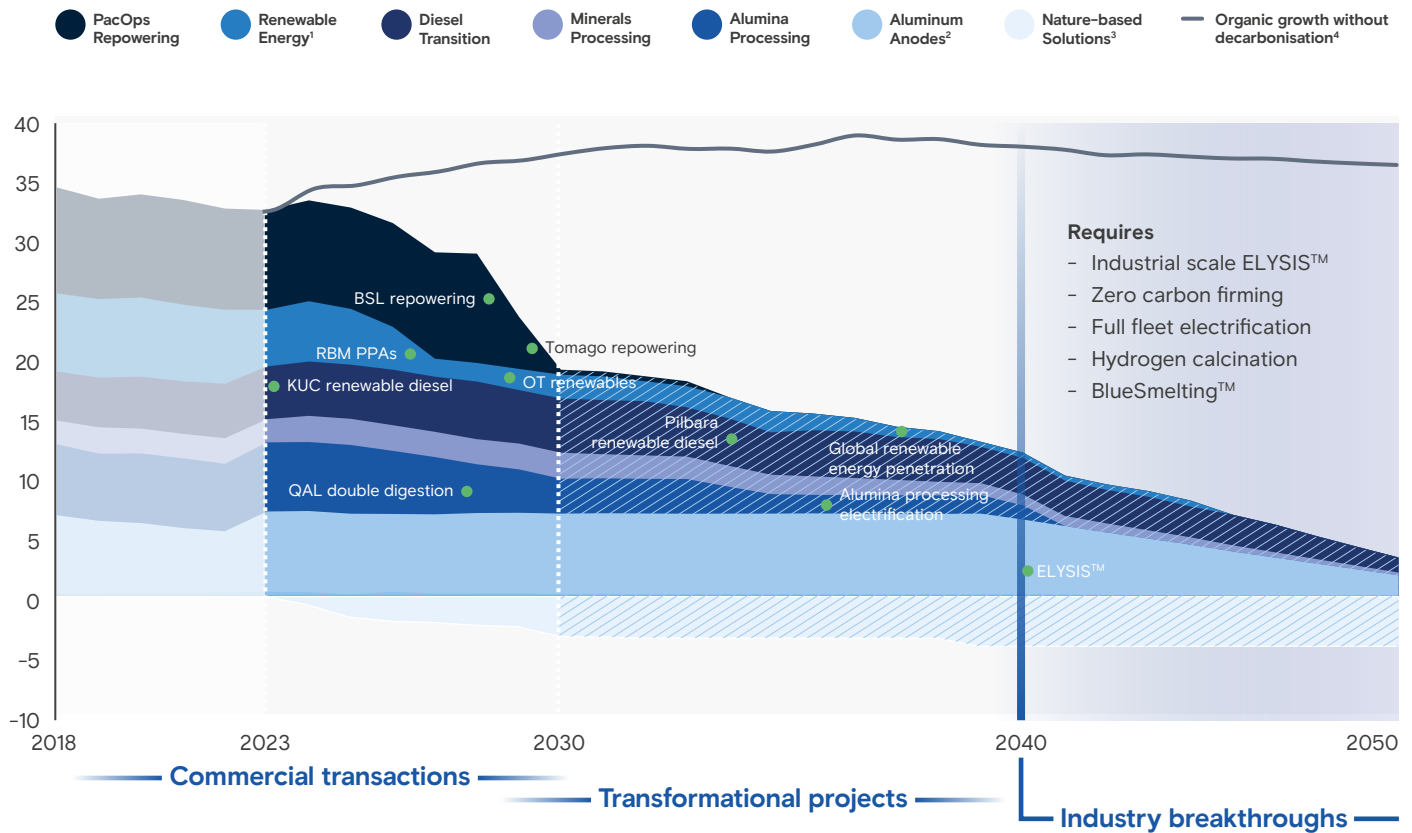 PacOps
Repowering
Renewable
Energy¹
Diesel
Transition
Minerals
Processing
Alumina
Processing
Aluminum
Anodes²
Nature-based
Solutions³
Organic growth without
decarbonisation⁴
40
35
30
25
20
15
10
5
0
-5
-10
BSL repowering
Tomago repowering
RBM PPAs
OT renewables
KUC renewable diesel
Pilbara
renewable diesel
Global renewable
energy penetration
QAL double digestion
Alumina processing
electrification
ELYSIS™
Requires
- Industrial scale ELYSIS™
- Zero carbon firming
- Full fleet electrification
- Hydrogen calcination
- BlueSmelting™
2018
2023
2030
2040
2050
Commercial transactions
Transformational projects
Industry breakthroughs